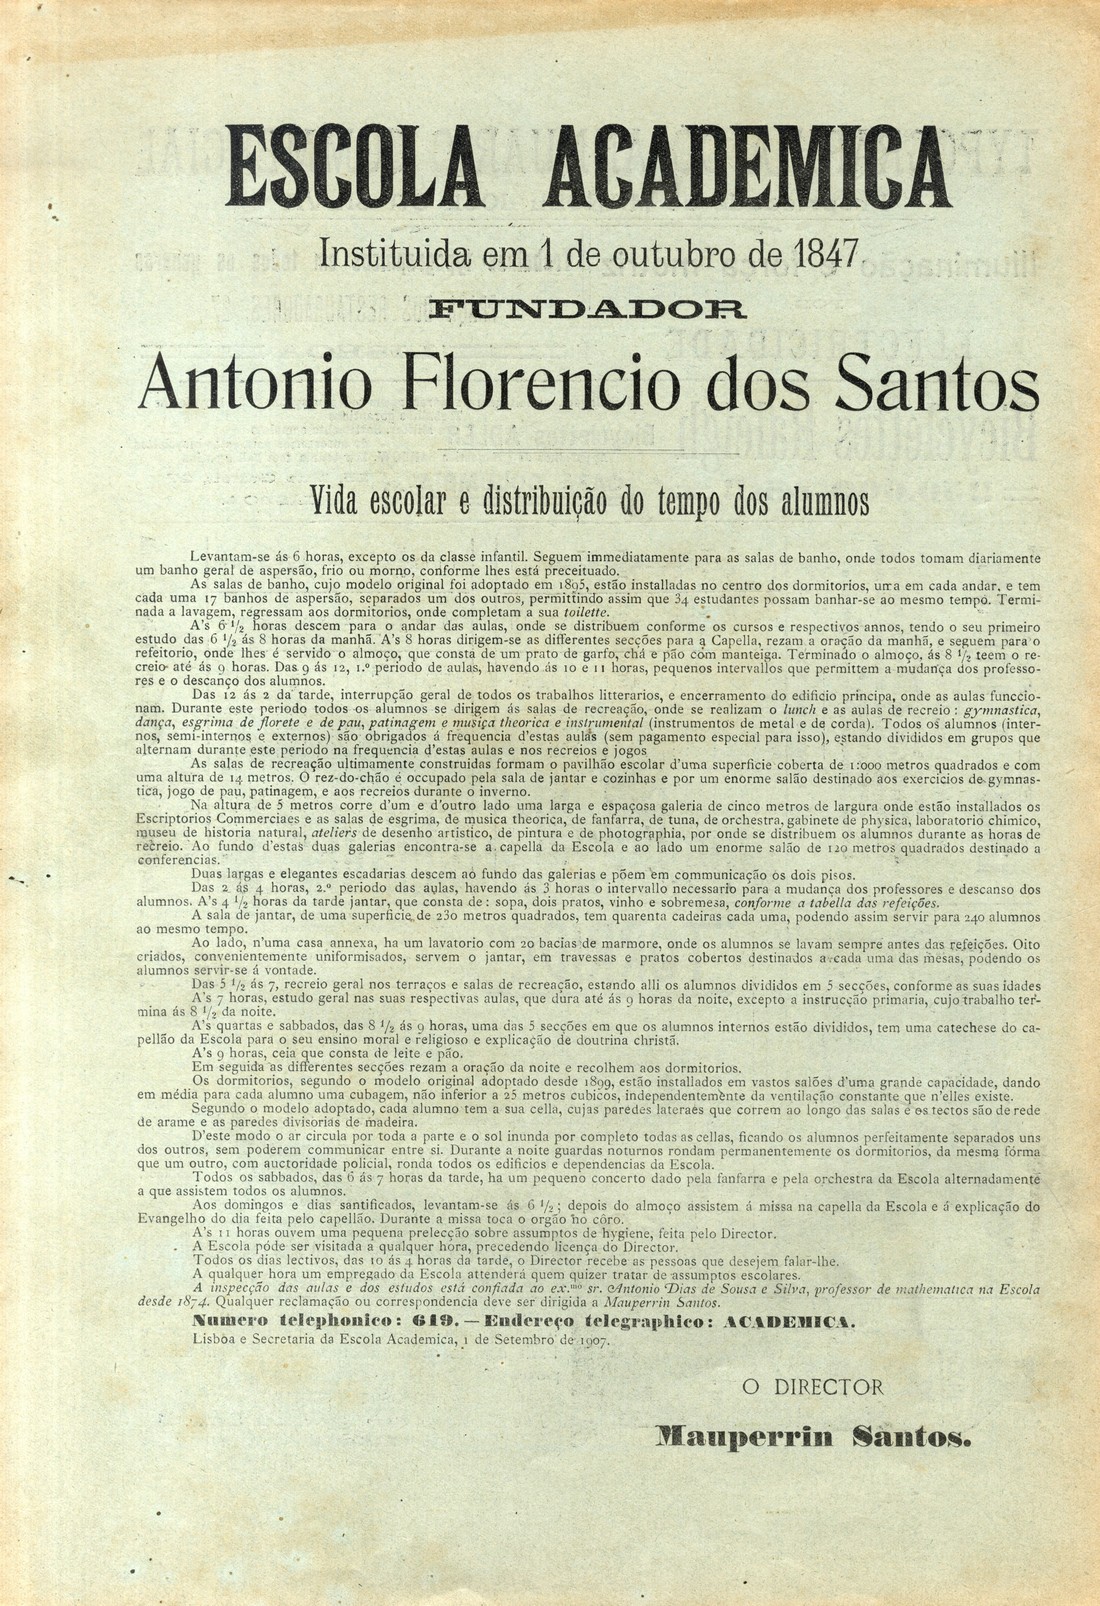 ESCOLA ACADEMICA
Instituida em 1 de outubro de 1847
FUNDADOR
Antonio Florencio dos Santos
Vida escolar e distribuição do tempo dos alumnos
Levantam-se ás 6 horas, excepto os da classe infantil. Seguem immediatamente para as salas de banho, onde todos tomam diariamente
um banho geral de aspersão, frio ou morno, conforme lhes está preceituado.
As salas de banho, cujo modelo original foi adoptado em 1895, estão installadas no centro dos dormitorios, uma em cada andar, e tem
cada uma 17 banhos de aspersão, separados um dos outros, permittindo assim que 34 estudantes possam banhar-se ao mesmo tempo. Termi-
nada a lavagem, regressam aos dormitorios, onde completam a sua toilette.
A's 6 1/2 horas descem para o andar das aulas, onde se distribuem conforme os cursos e respectivos annos, tendo o seu primeiro
estudo das 6 1/2 ás 8 horas da manhã. A's 8 horas dirigem-se as differentes secções para a Capella, rezam a oração da manhã, e seguem para o
refeitorio, onde lhes é servido o almoço, que consta de um prato de garfo, chá e pão com manteiga. Terminado o almoço, ás 8 1/2 teem o re-
creio até ás 9 horas. Das 9 ás 12, 1.º periodo de aulas, havendo ás 10 e 11 horas, pequenos intervallos que permittem a mudança dos professo-
res e o descanço dos alumnos.
Das 12 ás 2 da tarde, interrupção geral de todos os trabalhos litterarios, e encerramento do edificio principa, onde as aulas funccio-
nam. Durante este periodo todos os alumnos se dirigem ás salas de recreação, onde se realizam o lunch e as aulas de recreio : gymnastica,
dança, esgrima de florete e de pau, patinagem e musica theorica e instrumental (instrumentos de metal e de corda). Todos os alumnos (inter-
nos, semi-internos e externos) são obrigados á frequencia d'estas aulas (sem pagamento especial para isso), estando divididos em grupos que
alternam durante este periodo na frequencia d'estas aulas e nos recreios e jogos
As salas de recreação ultimamente construidas formam o pavilhão escolar d'uma superficie coberta de 1:000 metros quadrados e com
uma altura de 14 metros. O rez-do-chão é occupado pela sala de jantar e cozinhas e por um enorme salão destinado aos exercicios de gymnas-
tica, jogo de pau, patinagem, e aos recreios durante o inverno.
Na altura de 5 metros corre d'um e d'outro lado uma larga e espaçosa galeria de cinco metros de largura onde estão installados os
Escriptorios Commerciaes e as salas de esgrima, de musica theorica, de fanfarra, de tuna, de orchestra, gabinete de physica, laboratorio chimico,
museu de historia natural, ateliers de desenho artistico, de pintura e de photographia, por onde se distribuem os alumnos durante as horas de
recreio. Ao fundo d'estas duas galerias encontra-se a capella da Escola e ao lado um enorme salão de 120 metros quadrados destinado a
conferencias.
Duas largas e elegantes escadarias descem ao fundo das galerias e põem em communicação os dois pisos.
Das 2 ás 4 horas, 2.º periodo das aulas, havendo ás 3 horas o intervallo necessario para a mudança dos professores e descanso dos
alumnos. A's 4 1/2 horas da tarde jantar, que consta de : sopa, dois pratos, vinho e sobremesa, conforme a tabella das refeições.
A sala de jantar, de uma superficie de 230 metros quadrados, tem quarenta cadeiras cada uma, podendo assim servir para 240 alumnos
ao mesmo tempo.
Ao lado, n'uma casa annexa, ha um lavatorio com 20 bacias de marmore, onde os alumnos se lavam sempre antes das refeições. Oito
criados, convenientemente uniformisados, servem o jantar, em travessas e pratos cobertos destinados a cada uma das mesas, podendo os
alumnos servir-se á vontade.
Das 5 1/2 ás 7, recreio geral nos terraços e salas de recreação, estando alli os alumnos divididos em 5 secções, conforme as suas idades
A's 7 horas, estudo geral nas suas respectivas aulas, que dura até ás 9 horas da noite, excepto a instrucção primaria, cujo trabalho ter-
mina ás 8 1/2 da noite.
A's quartas e sabbados, das 8 1/2 ás 9 horas, uma das 5 secções em que os alumnos internos estão divididos, tem uma catechese do ca-
pellão da Escola para o seu ensino moral e religioso e explicação de doutrina christã.
A's 9 horas, ceia que consta de leite e pão.
Em seguida as differentes secções rezam a oração da noite e recolhem aos dormitorios.
Os dormitorios, segundo o modelo original adoptado desde 1899, estão installados em vastos salões d'uma grande capacidade, dando
em média para cada alumno uma cubagem, não inferior a 25 metros cubicos, independentemente da ventilação constante que n'elles existe.
Segundo o modelo adoptado, cada alumno tem a sua cella, cujas paredes lateraes que correm ao longo das salas e os tectos são de rede
de arame e as paredes divisorias de madeira.
D'este modo o ar circula por toda a parte e o sol inunda por completo todas as cellas, ficando os alumnos perfeitamente separados uns
dos outros, sem poderem communicar entre si. Durante a noite guardas noturnos rondam permanentemente os dormitorios, da mesma fórma
que um outro, com auctoridade policial, ronda todos os edificios e dependencias da Escola.
Todos os sabbados, das 6 ás 7 horas da tarde, ha um pequeno concerto dado pela fanfarra e pela orchestra da Escola alternadamente
a que assistem todos os alumnos.
Aos domingos e dias santificados, levantam-se ás 6 1/2 ; depois do almoço assistem á missa na capella da Escola e á explicação do
Evangelho do dia feita pelo capellão. Durante a missa toca o orgão no côro.
A's 11 horas ouvem uma pequena prelecção sobre assumptos de hygiene, feita pelo Director.
A Escola póde ser visitada a qualquer hora, precedendo licença do Director.
Todos os dias lectivos, das 10 ás 4 horas da tarde, o Director recebe as pessoas que desejem falar-lhe.
A qualquer hora um empregado da Escola attenderá quem quizer tratar de assumptos escolares.
A inspecção das aulas e dos estudos está confiada ao ex.mo sr. Antonio Dias de Sousa e Silva, professor de mathematica na Escola
desde 1874. Qualquer reclamação ou correspondencia deve ser dirigida a Mauperrin Santos.
Numero telephonico: 619. — Endereço telegraphico: ACADEMICA.
Lisboa e Secretaria da Escola Academica, 1 de Setembro de 1907.
O DIRECTOR
Mauperrin Santos.